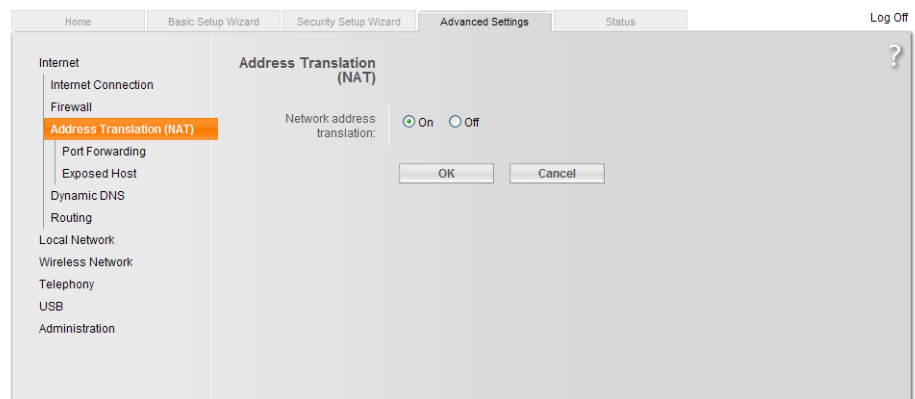 Home
Basic Setup Wizard
Security Setup Wizard
Advanced Settings
Status
Log Off
?
Internet
Internet Connection
Firewall
Address Translation (NAT)
Port Forwarding
Exposed Host
Dynamic DNS
Routing
Local Network
Wireless Network
Telephony
USB
Administration
Address Translation
(NAT)
Network address
translation:
On
Off
OK
Cancel